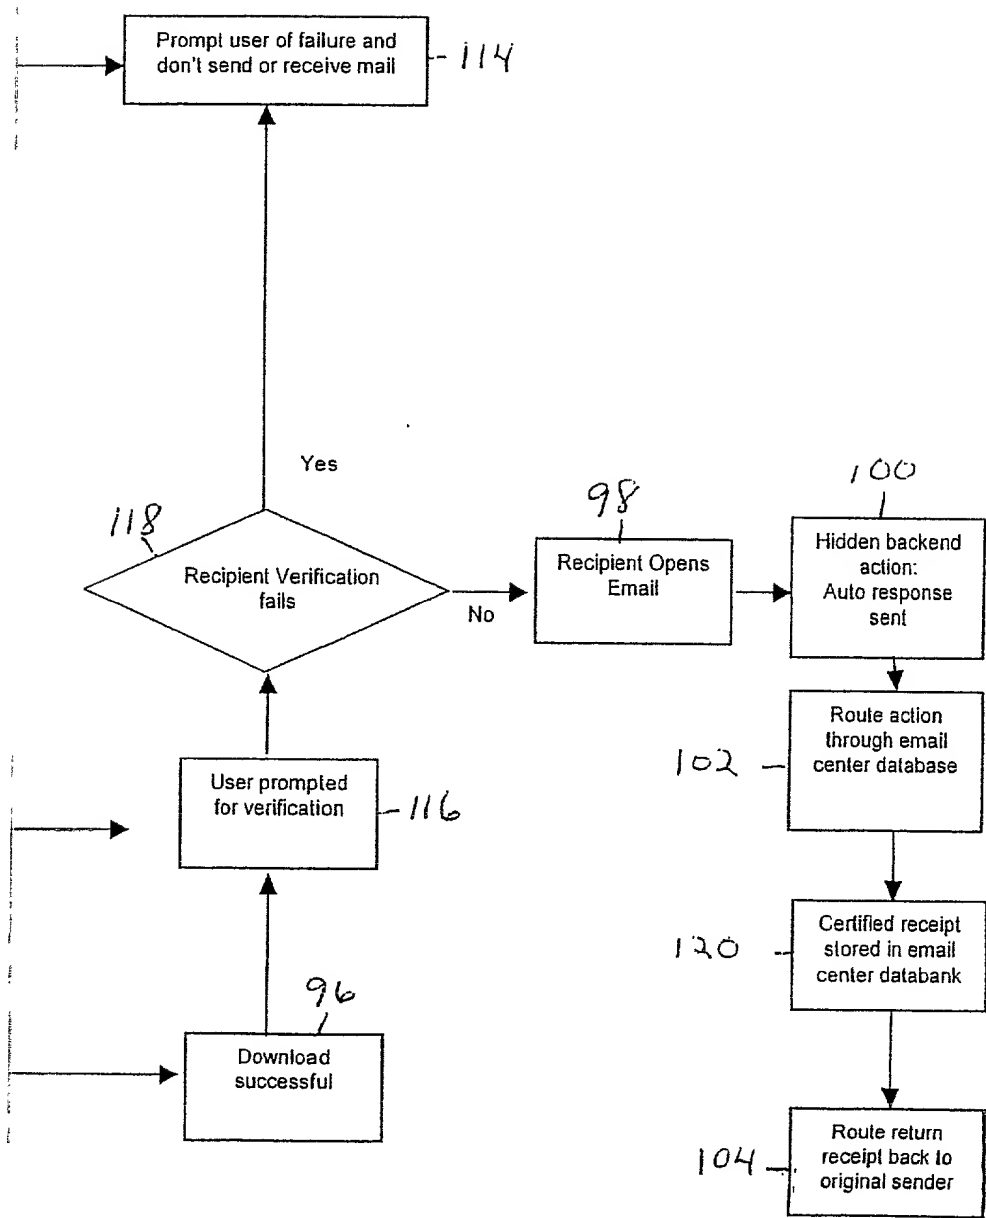 Prompt user of failure and
don't send or receive mail
114
Yes
118
Recipient Verification
fails
No
98
Recipient Opens
Email
100
Hidden backend
action:
Auto response
sent
102
Route action
through email
center database
User prompted
for verification
116
120
Certified receipt
stored in email
center databank
96
Download
successful
104
Route return
receipt back to
original sender